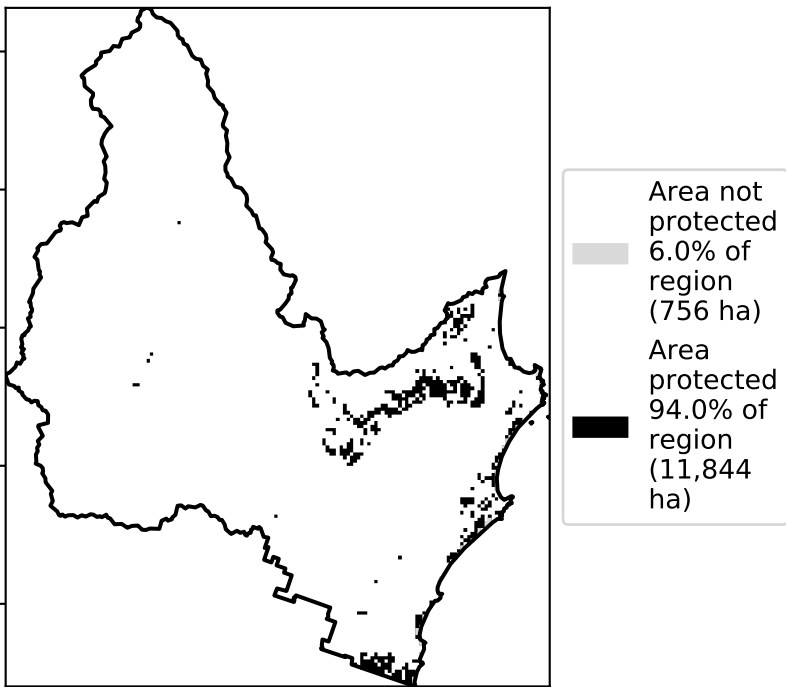 Area not
protected
6.0% of
region
(756 ha)
Area
protected
94.0% of
region
(11,844
ha)